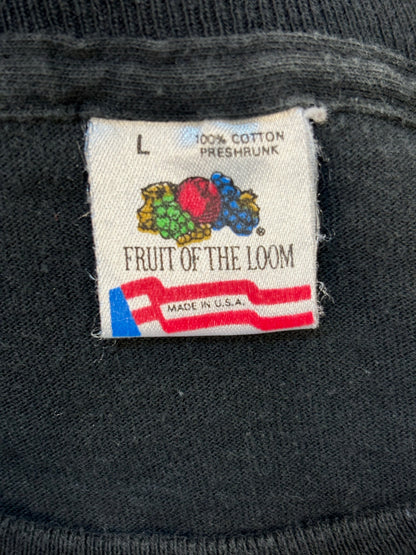 L
100% COTTON
PRESHRUNK
®
FRUIT OF THE LOOM
MADE IN U.S.A.